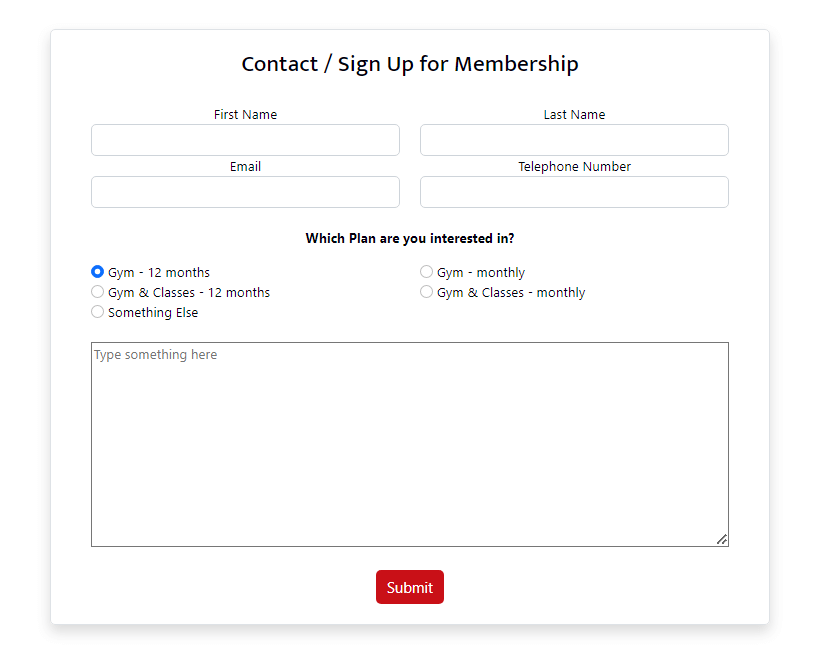 Contact / Sign Up for Membership
First Name Last Name
Email Telephone Number
Which Plan are you interested in?
Gym - 12 months Gym - monthly
Gym & Classes - 12 months Gym & Classes - monthly
Something Else
Type something here
Submit